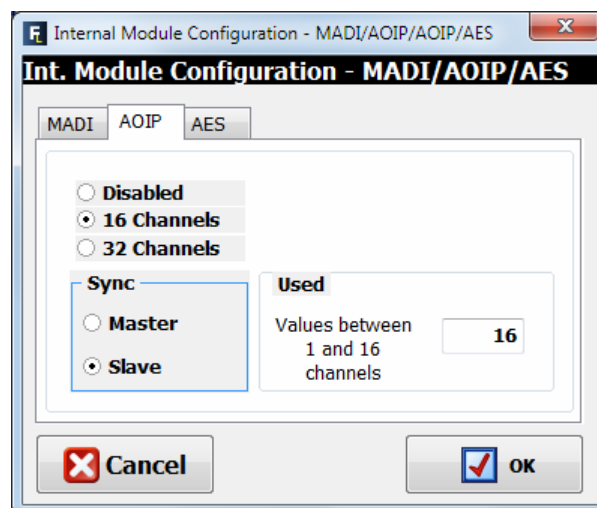 Internal Module Configuration - MADI/AOIP/AOIP/AES
Int. Module Configuration - MADI/AOIP/AES
MADI AOIP AES
Disabled
16 Channels
32 Channels
Sync
Master
Slave
Used
Values between
1 and 16
channels
16
Cancel
OK